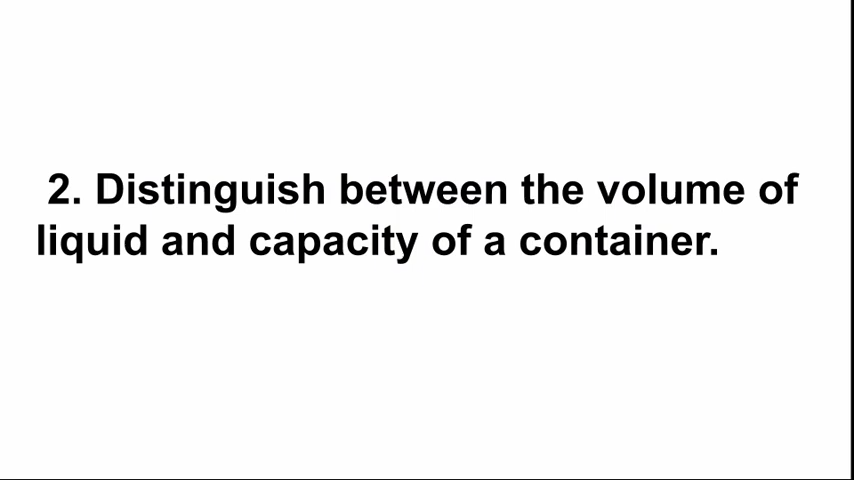 2. Distinguish between the volume of
liquid and capacity of a container.